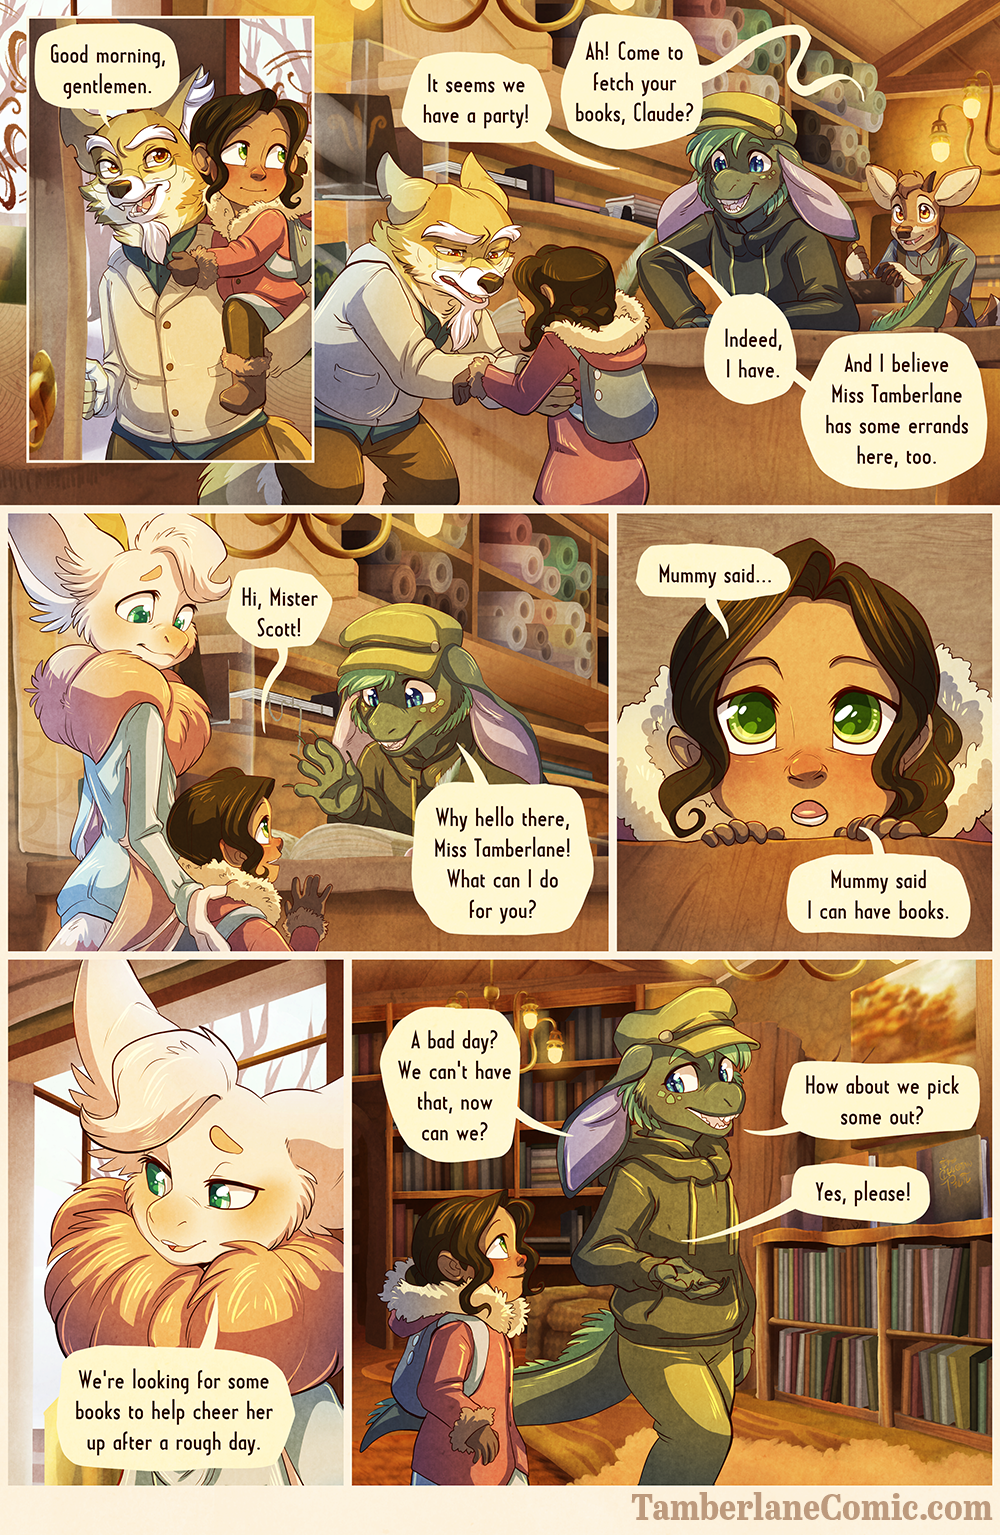 Good morning,
gentlemen.
It seems we
have a party!
Ah! Come to
fetch your
books, Claude?
Indeed,
I have.
And I believe
Miss Tamberlane
has some errands
here, too.
Hi, Mister
Scott!
Why hello there,
Miss Tamberlane!
What can I do
for you?
Mummy said...
Mummy said
I can have books.
We're looking for some
books to help cheer her
up after a rough day.
A bad day?
We can't have
that, now
can we?
How about we pick
some out?
Yes, please!
TamberlaneComic.com